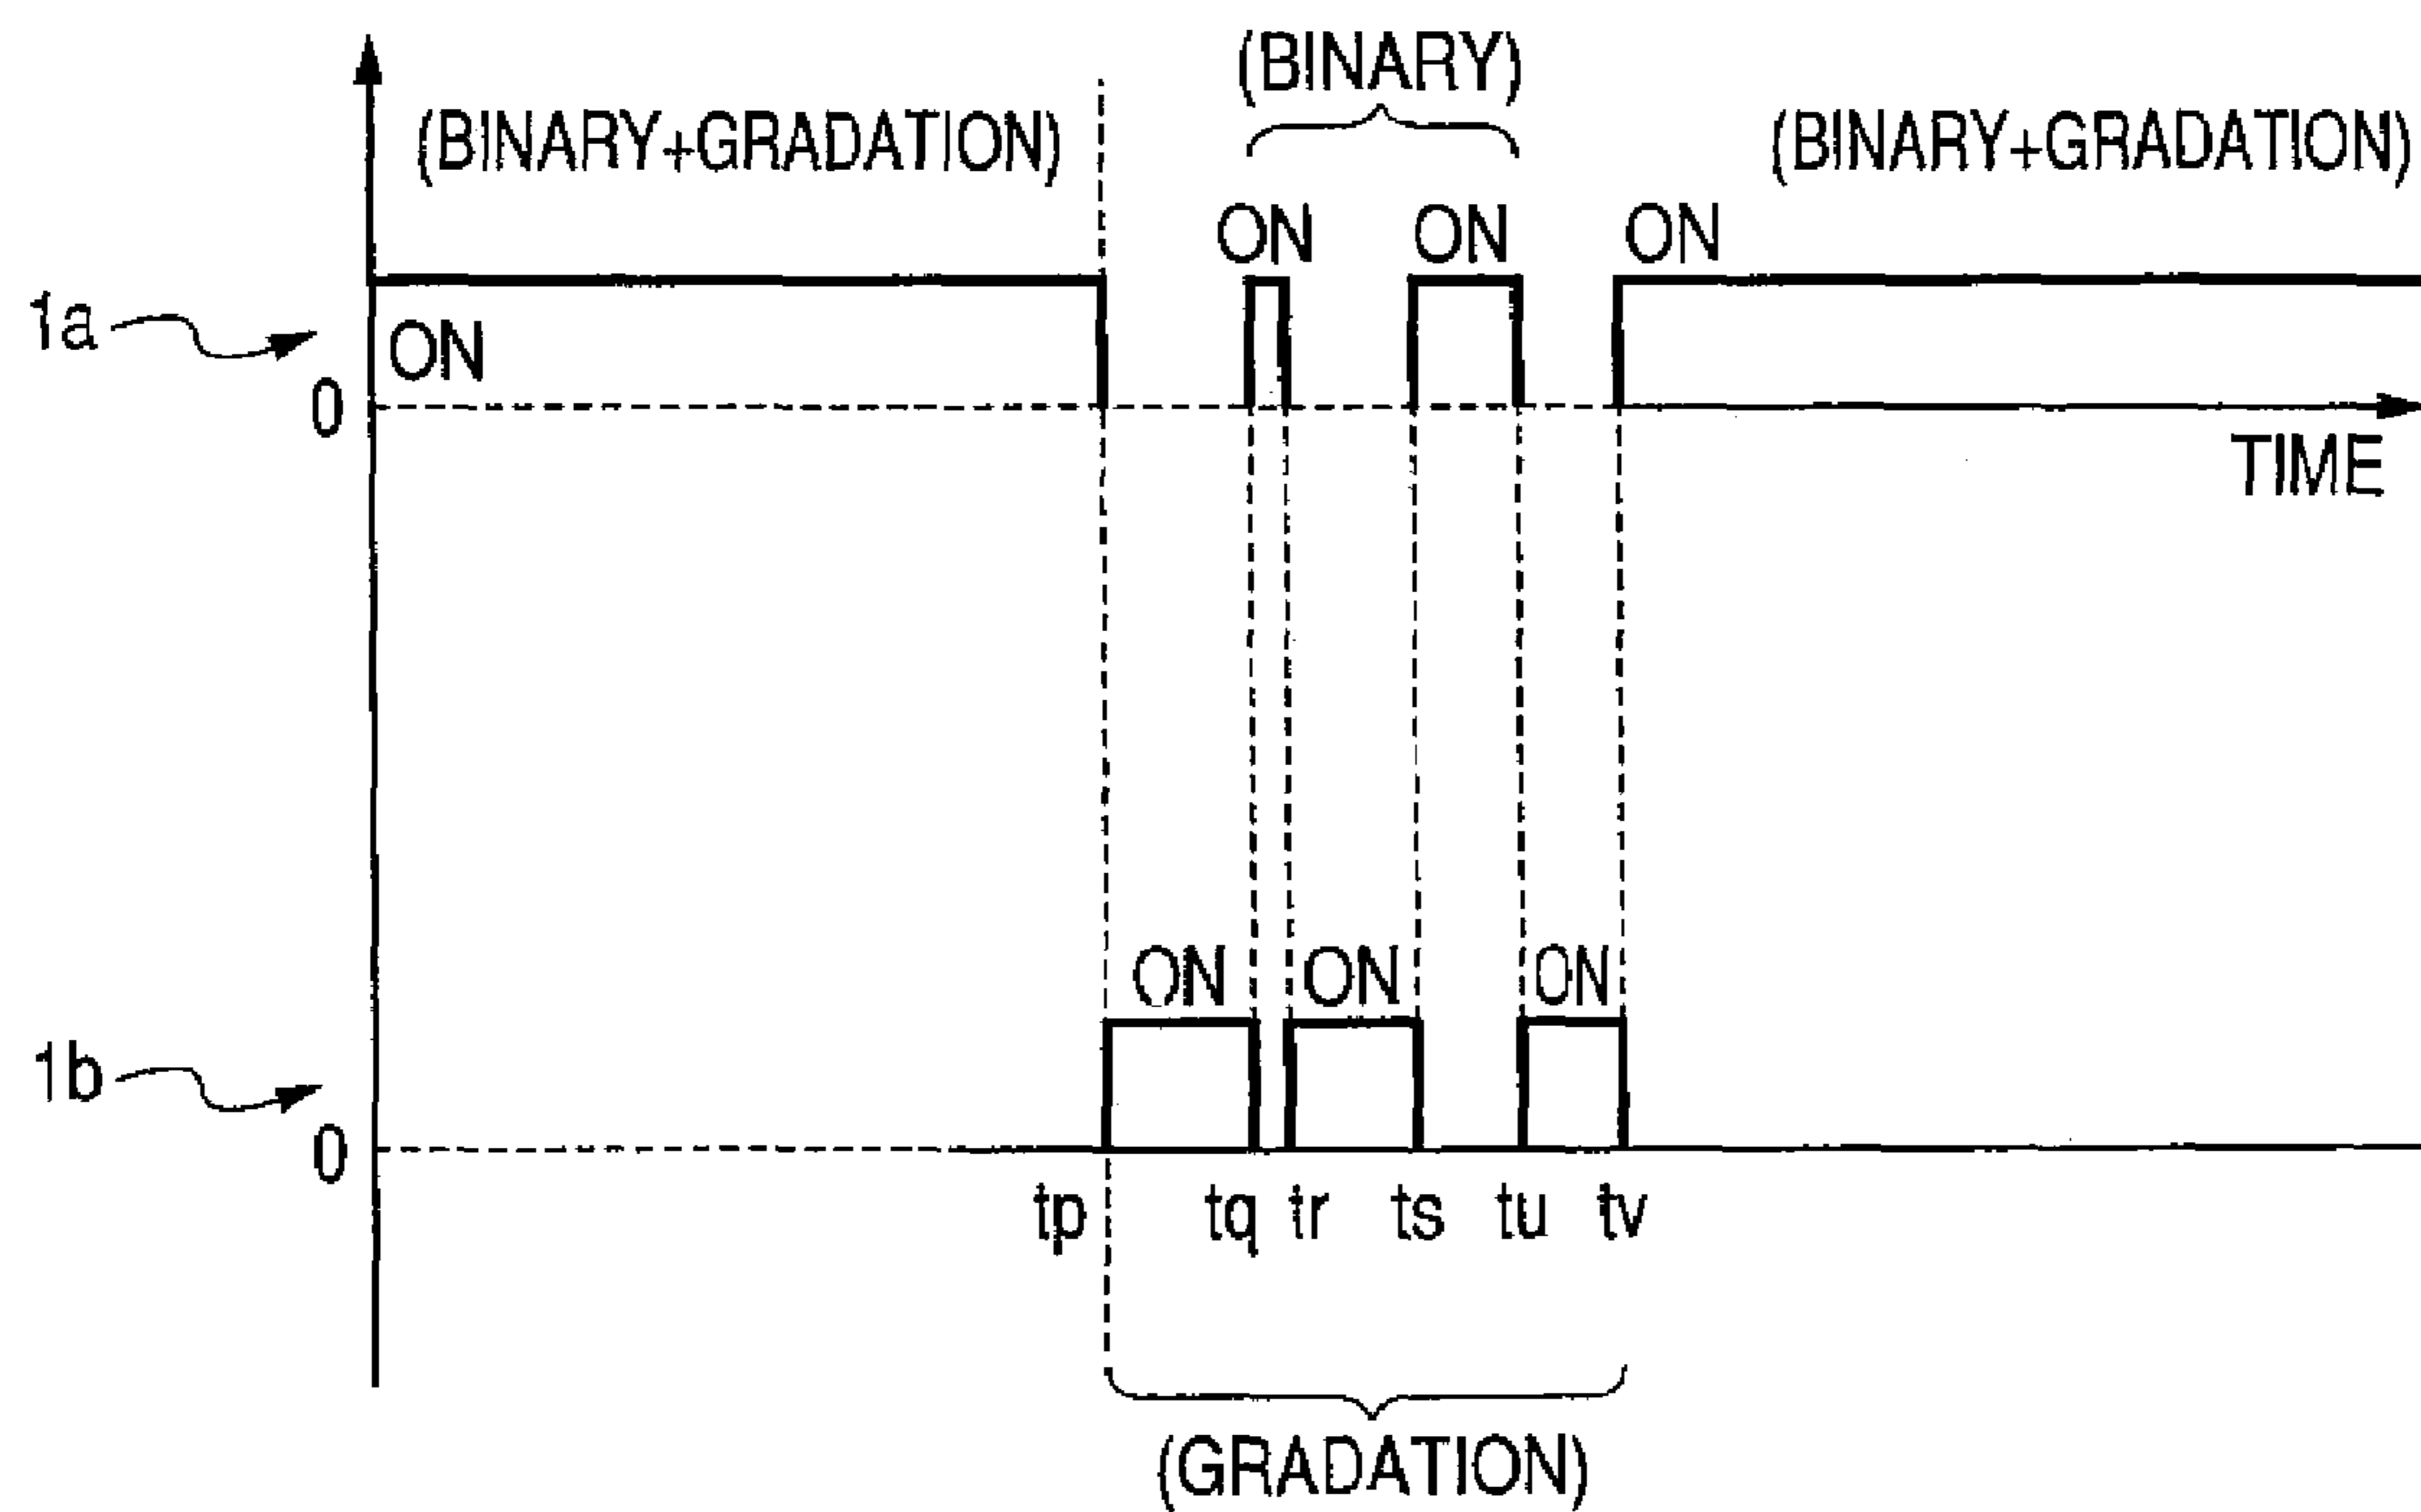 (BINARY)
(BINARY+GRADATION)
(BINARY+GRADATION)
ON
ON
ON
1a
ON
0
TIME
ON
ON
ON
1b
0
tp
tq
tr
ts
tu
tv
(GRADATION)